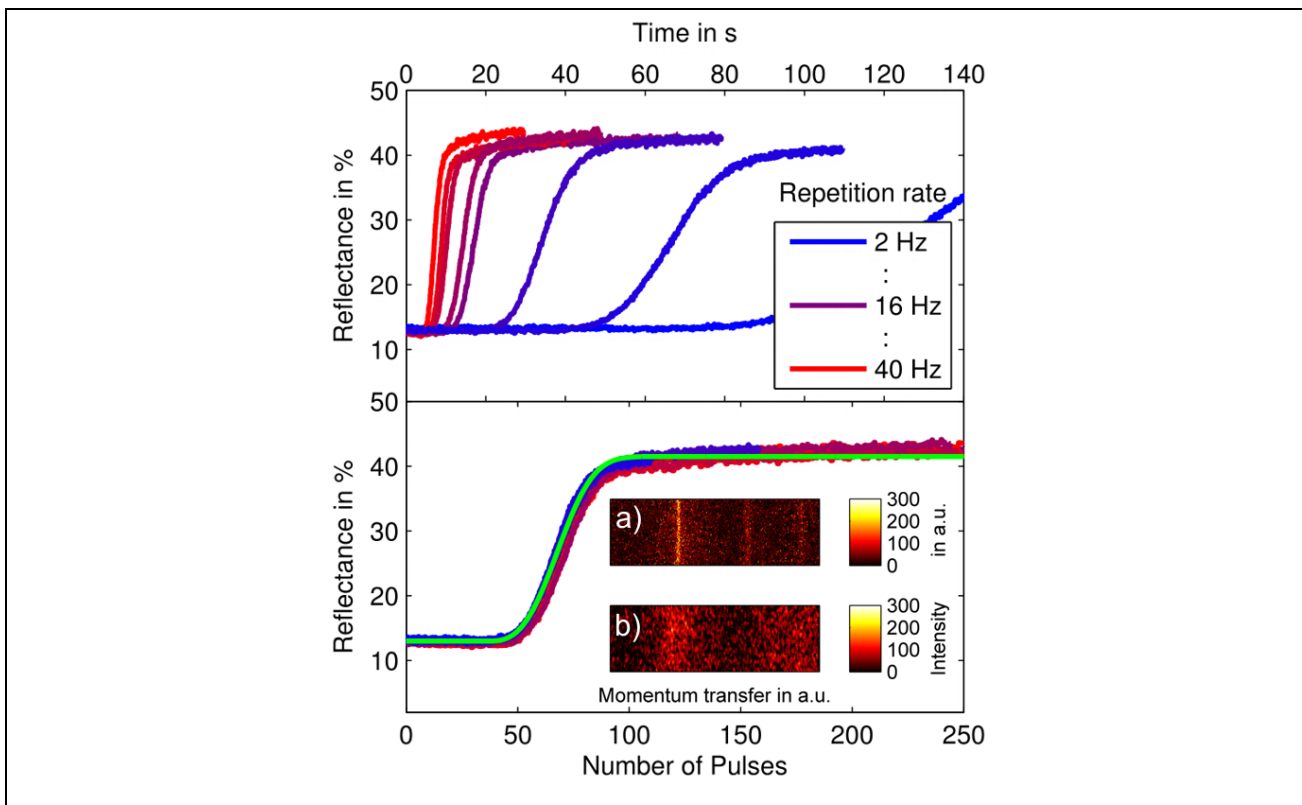 Time in s
0 20 40 60 80 100 120 140
50
40
30
20
10
Reflectance in %
Repetition rate
2 Hz
:
16 Hz
:
40 Hz
50
40
30
20
10
Reflectance in %
a)
300
200
100
0
in a.u.
b)
300
200
100
0
Intensity
Momentum transfer in a.u.
0 50 100 150 200 250
Number of Pulses